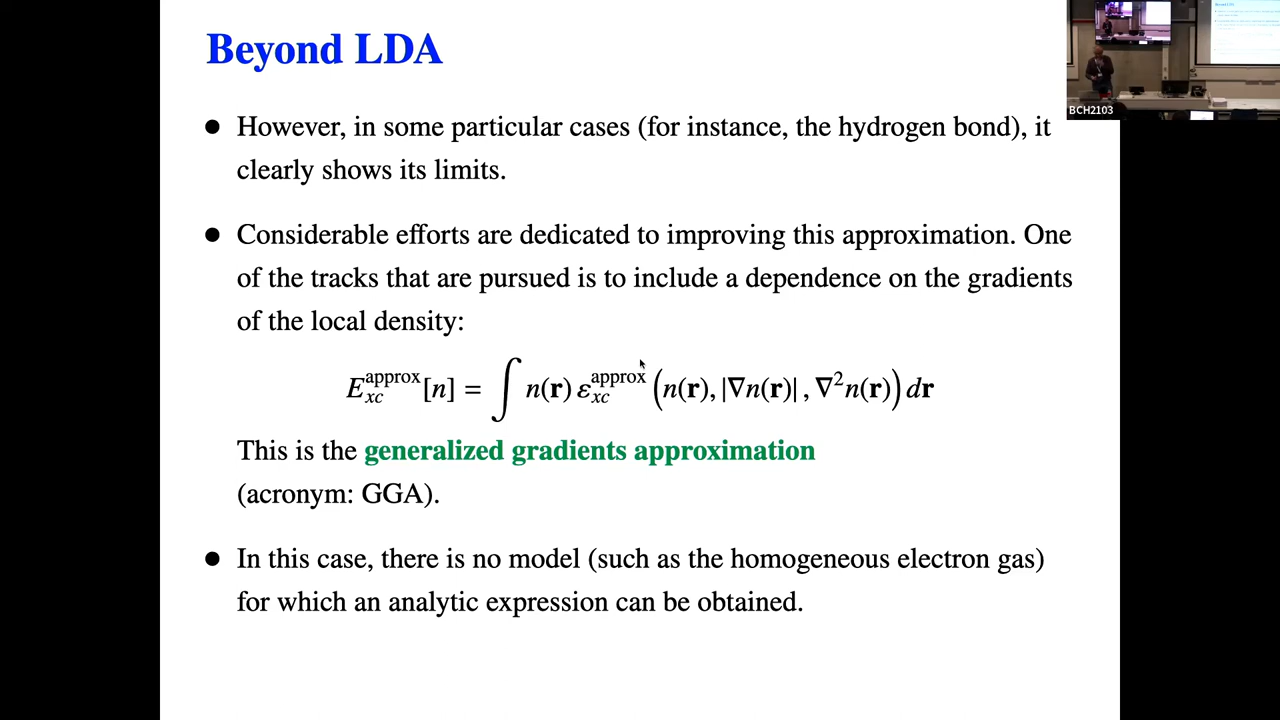 Beyond LDA
BCH2103
• However, in some particular cases (for instance, the hydrogen bond), it
clearly shows its limits.
• Considerable efforts are dedicated to improving this approximation. One
of the tracks that are pursued is to include a dependence on the gradients
of the local density:
E_{xc}^{approx}[n] = ∫ n(r) ε_{xc}^{approx} (n(r), |∇n(r)| , ∇²n(r)) dr
This is the generalized gradients approximation
(acronym: GGA).
• In this case, there is no model (such as the homogeneous electron gas)
for which an analytic expression can be obtained.